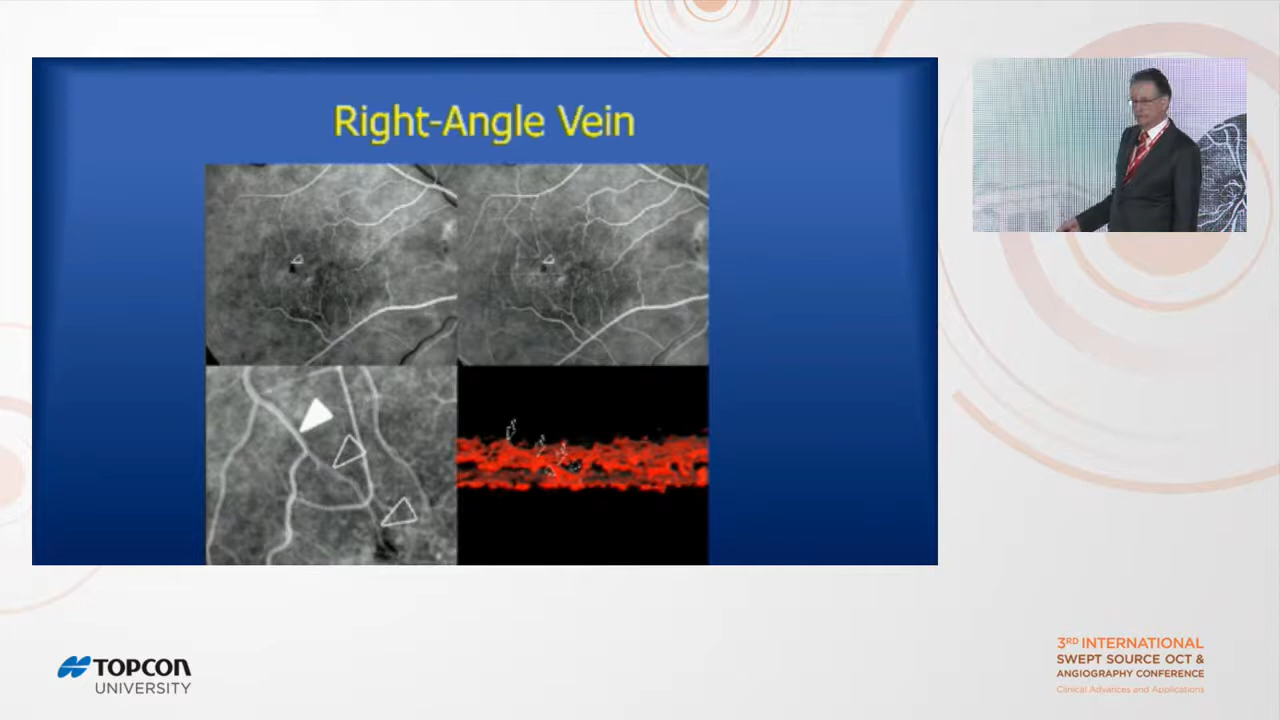 Right-Angle Vein
TOPCON
UNIVERSITY
3RD INTERNATIONAL
SWEPT SOURCE OCT &
ANGIOGRAPHY CONFERENCE
Clinical Advances and Applications